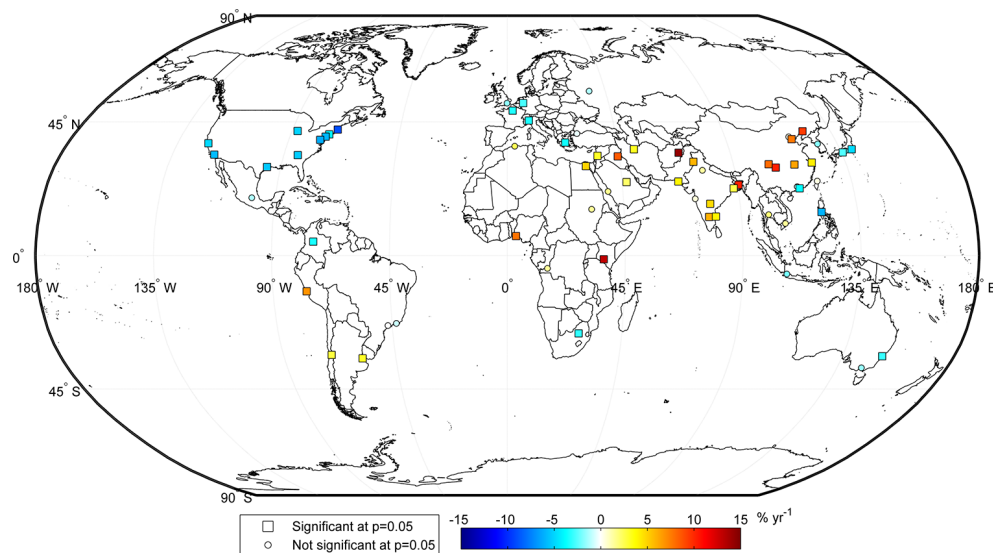 90° N
45° N
0°
180° W 135° W 90° W 45° W 0° 45° E 90° E 135° E 180° E
45° S
90° S
Significant at p=0.05
Not significant at p=0.05
-15 -10 -5 0 5 10 15 % yr-1